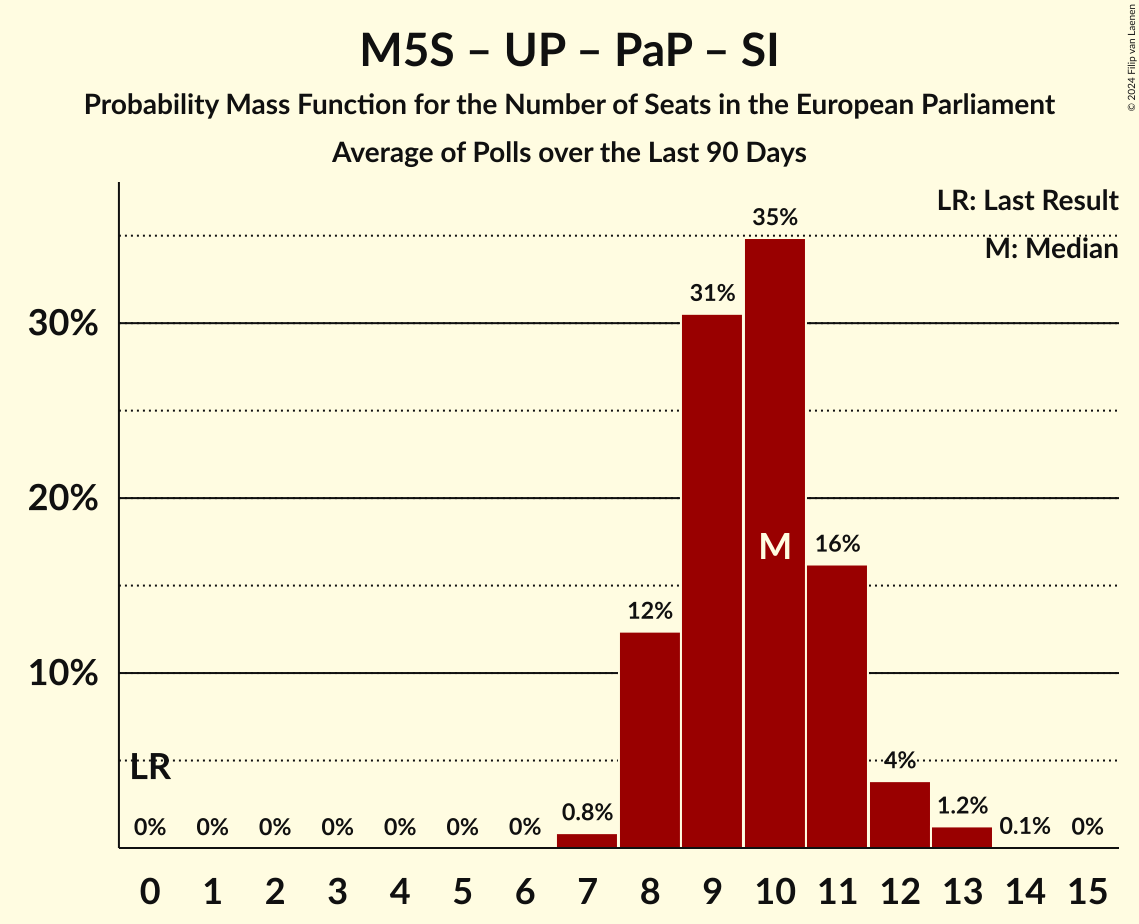 M5S – UP – PaP – SI
Probability Mass Function for the Number of Seats in the European Parliament
Average of Polls over the Last 90 Days
© 2024 Filip van Laenen
LR: Last Result
M: Median
35%
31%
30%
20%
M
16%
12%
10%
LR
4%
0% 0% 0% 0% 0% 0% 0% 0.8% 1.2% 0.1% 0%
0 1 2 3 4 5 6 7 8 9 10 11 12 13 14 15